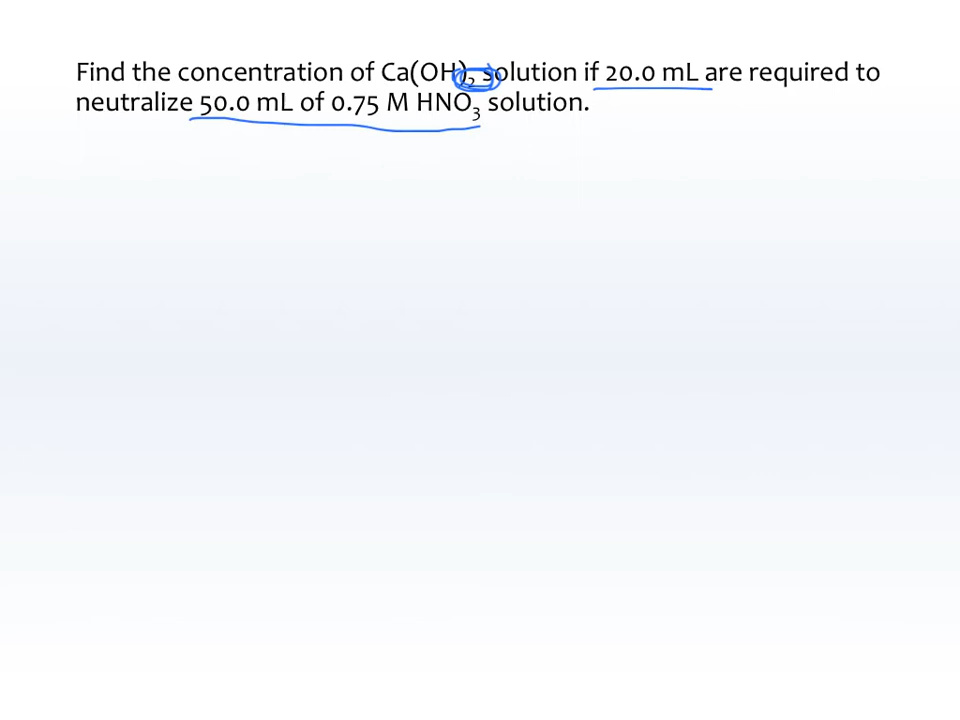 Find the concentration of Ca(OH)₂ solution if 20.0 mL are required to
neutralize 50.0 mL of 0.75 M HNO₃ solution.